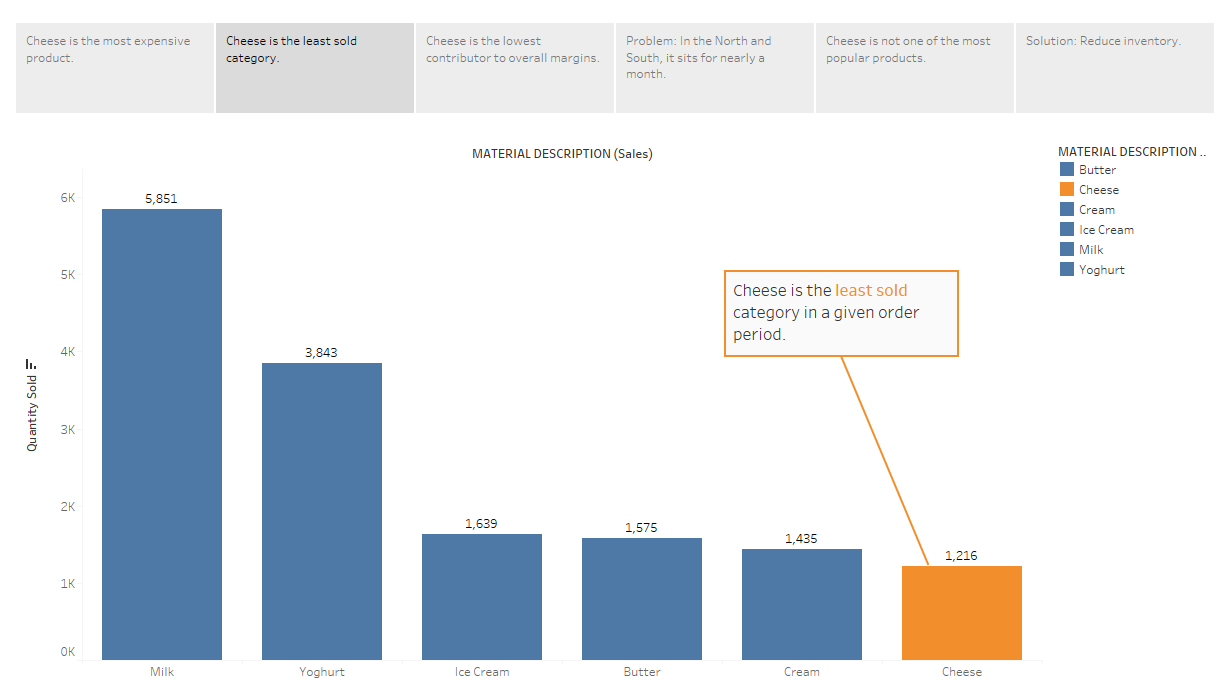 Cheese is the most expensive
product.
Cheese is the least sold
category.
Cheese is the lowest
contributor to overall margins.
Problem: In the North and
South, it sits for nearly a
month.
Cheese is not one of the most
popular products.
Solution: Reduce inventory.
MATERIAL DESCRIPTION (Sales)
MATERIAL DESCRIPTION ..
Butter
Cheese
Cream
Ice Cream
Milk
Yoghurt
Quantity Sold
6K
5K
4K
3K
2K
1K
0K
5,851
3,843
1,639
1,575
1,435
1,216
Cheese is the least sold
category in a given order
period.
Milk
Yoghurt
Ice Cream
Butter
Cream
Cheese